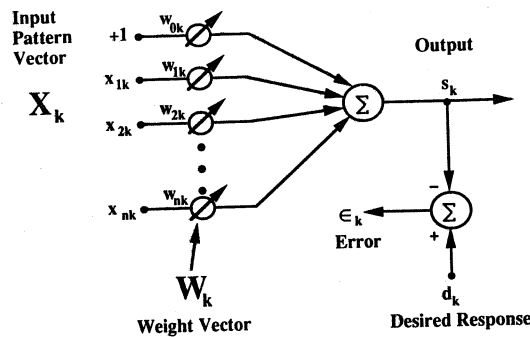 Input
Pattern
Vector
X_k
+1
w_0k
x_1k
w_1k
x_2k
w_2k
x_nk
w_nk
W_k
Weight Vector
Σ
Output
s_k
−
Σ
+
∈_k
Error
d_k
Desired Response